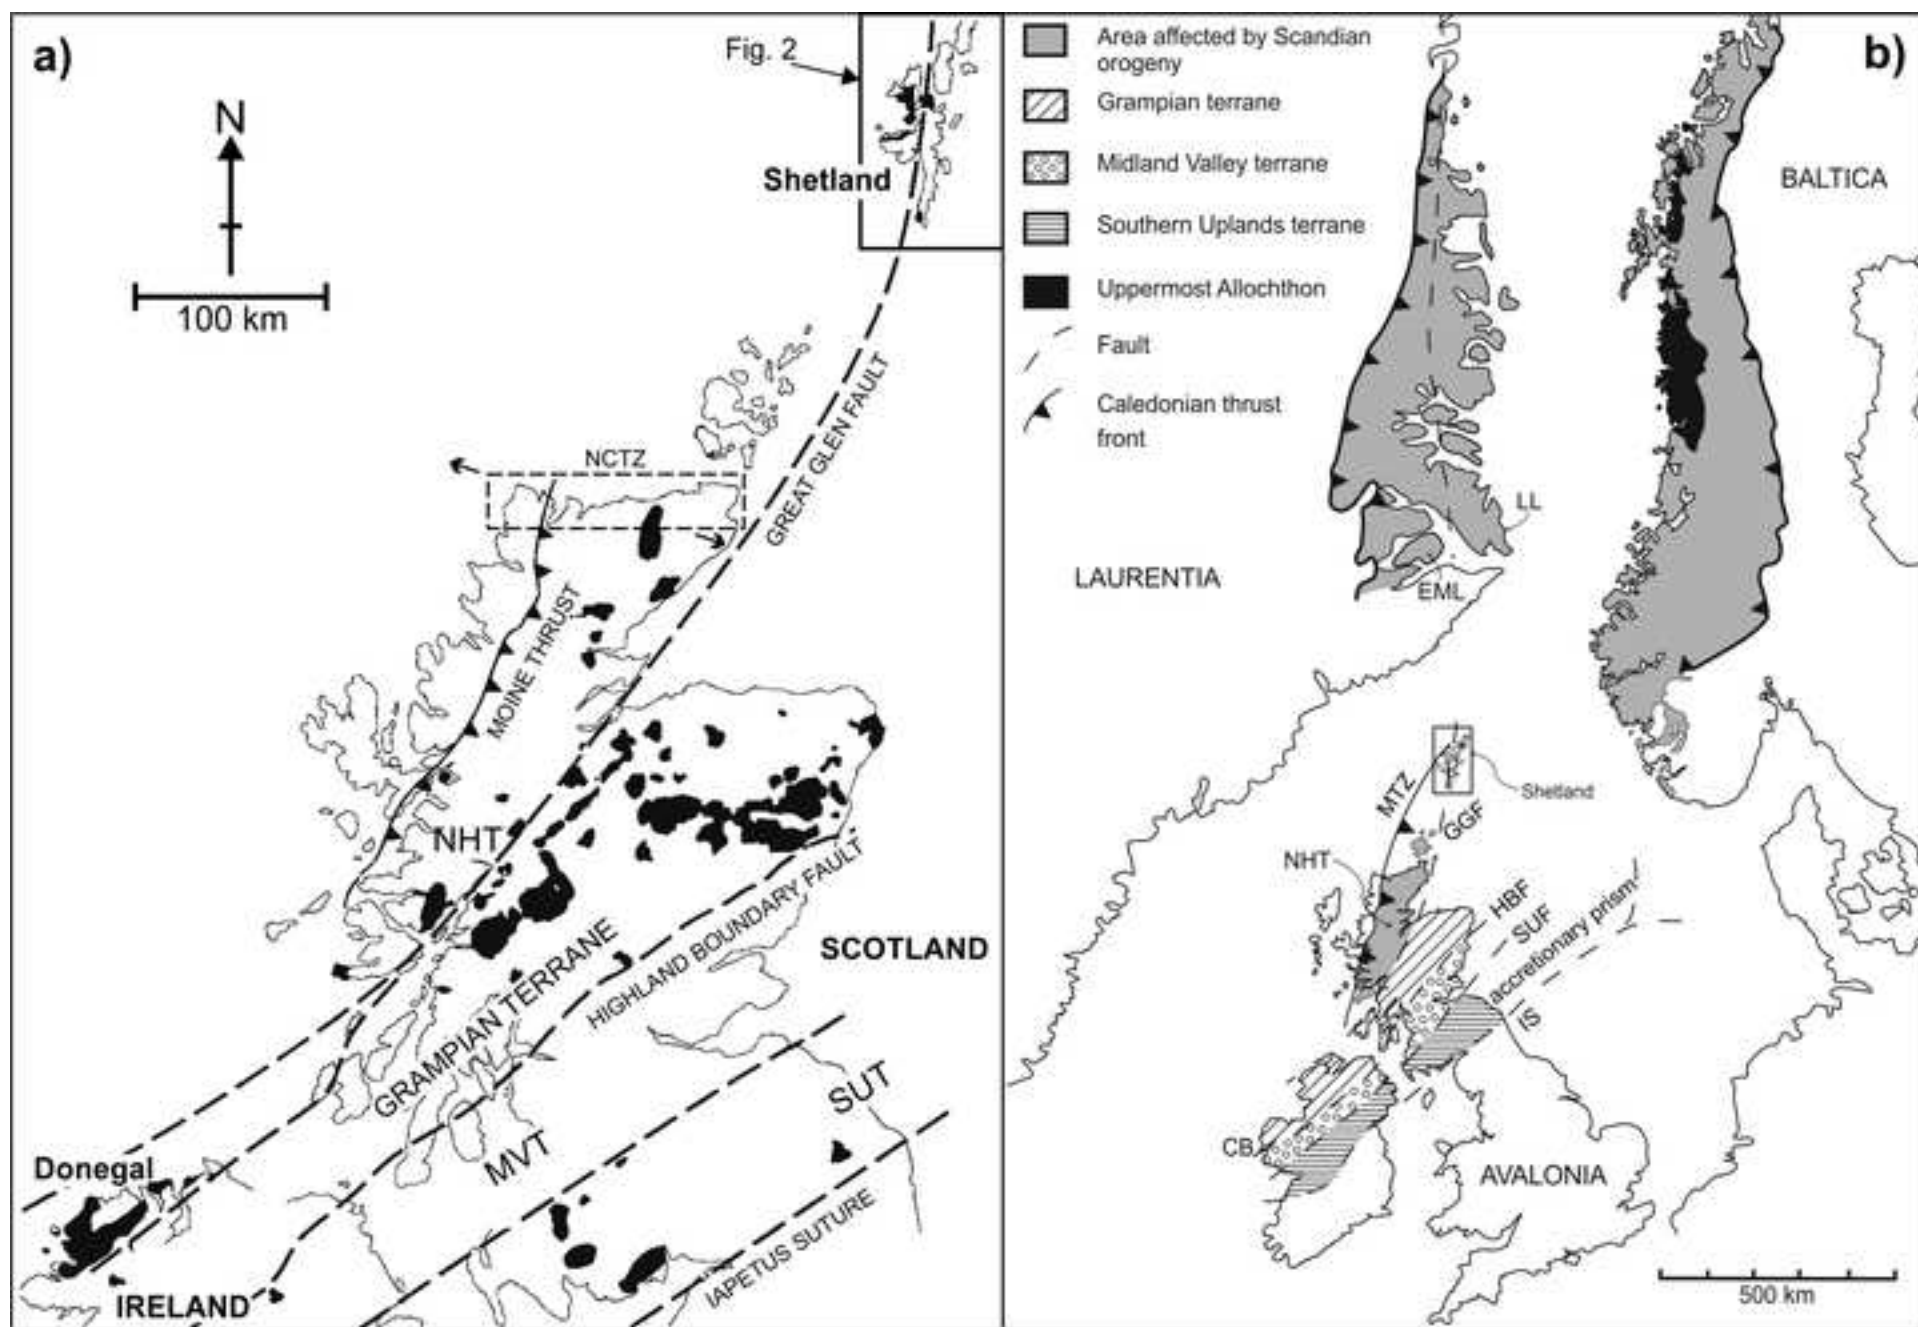 a)
Fig. 2
N
Shetland
100 km
GREAT GLEN FAULT
NCTZ
MOINE THRUST
NHT
SCOTLAND
GRAMPIAN TERRANE
HIGHLAND BOUNDARY FAULT
MVT
SUT
Donegal
IRELAND
IAPETUS SUTURE
b)
Area affected by Scandian
orogeny
Grampian terrane
Midland Valley terrane
Southern Uplands terrane
Uppermost Allochthon
Fault
Caledonian thrust
front
BALTICA
LL
LAURENTIA
EML
MTZ
Shetland
GGF
NHT
HBF
SUF
accretionary prism
IS
CB
AVALONIA
500 km